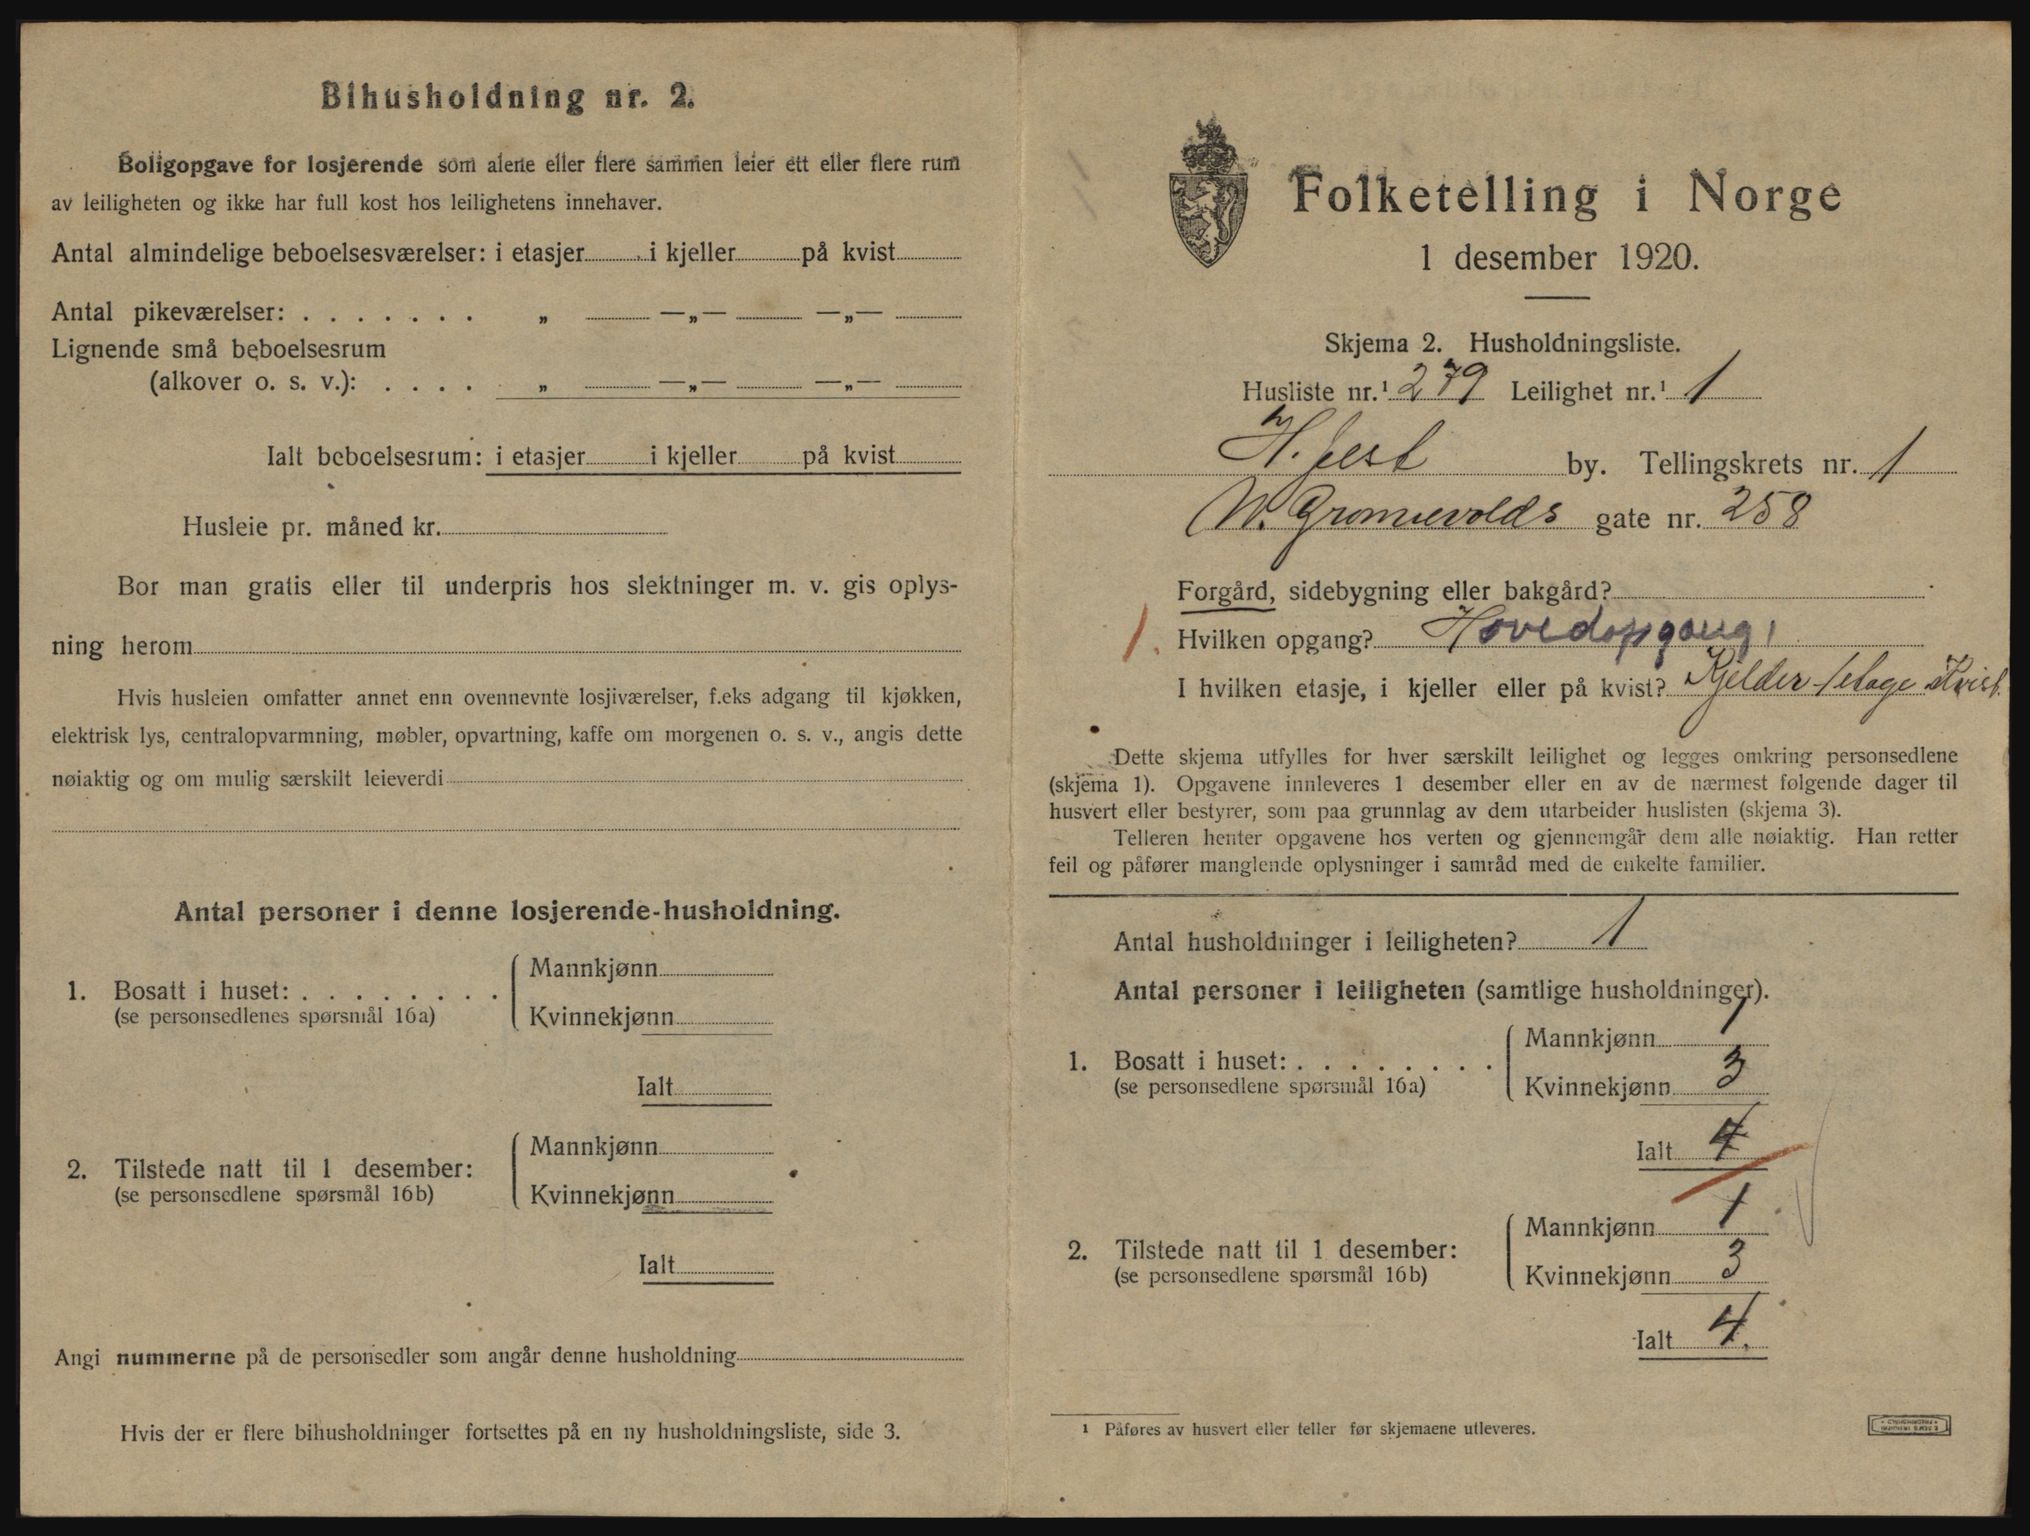 Bihusholdning nr. 2.
Boligopgave for losjerende som alene eller flere sammen leier ett eller flere rum
av leiligheten og ikke har full kost hos leilighetens innehaver.
Antal almindelige beboelsesværelser: i etasjer i kjeller på kvist
Antal pikeværelser: . . . . . . . „ —„— —„—
Lignende små beboelsesrum
(alkover o. s. v.): . . . . „ —„— —„—
Ialt beboelsesrum: i etasjer i kjeller på kvist
Husleie pr. måned kr.
Bor man gratis eller til underpris hos slektninger m. v. gis oplys-
ning herom
Hvis husleien omfatter annet enn ovennevnte losjiværelser, f.eks adgang til kjøkken,
elektrisk lys, centralopvarmning, møbler, opvartning, kaffe om morgenen o. s. v., angis dette
nøiaktig og om mulig særskilt leieverdi
Antal personer i denne losjerende-husholdning.
1. Bosatt i huset: . . . . . . . .
(se personsedlenes spørsmål 16a)
Mannkjønn
Kvinnekjønn
Ialt
2. Tilstede natt til 1 desember:
(se personsedlene spørsmål 16b)
Mannkjønn
Kvinnekjønn
Ialt
Angi nummerne på de personsedler som angår denne husholdning
Hvis der er flere bihusholdninger fortsettes på en ny husholdningsliste, side 3.
Folketelling i Norge
1 desember 1920.
Skjema 2. Husholdningsliste.
Husliste nr.¹ 279 Leilighet nr.¹ 1
H.fest by. Tellingskrets nr. 1
N. Grønnevolds gate nr. 258
Forgård, sidebygning eller bakgård?
1. Hvilken opgang? Hovedopgang,
I hvilken etasje, i kjeller eller på kvist? Kjelder 1 etage Kvist
Dette skjema utfylles for hver særskilt leilighet og legges omkring personsedlene
(skjema 1). Opgavene innleveres 1 desember eller en av de nærmest følgende dager til
husvert eller bestyrer, som paa grunnlag av dem utarbeider huslisten (skjema 3).
Telleren henter opgavene hos verten og gjennemgår dem alle nøiaktig. Han retter
feil og påfører manglende oplysninger i samråd med de enkelte familier.
Antal husholdninger i leiligheten? 1
Antal personer i leiligheten (samtlige husholdninger).
1. Bosatt i huset: . . . . . . . .
(se personsedlene spørsmål 16a)
Mannkjønn 1
Kvinnekjønn 3
Ialt 4
2. Tilstede natt til 1 desember:
(se personsedlene spørsmål 16b)
Mannkjønn 1
Kvinnekjønn 3
Ialt 4.
¹ Påføres av husvert eller teller før skjemaene utleveres.